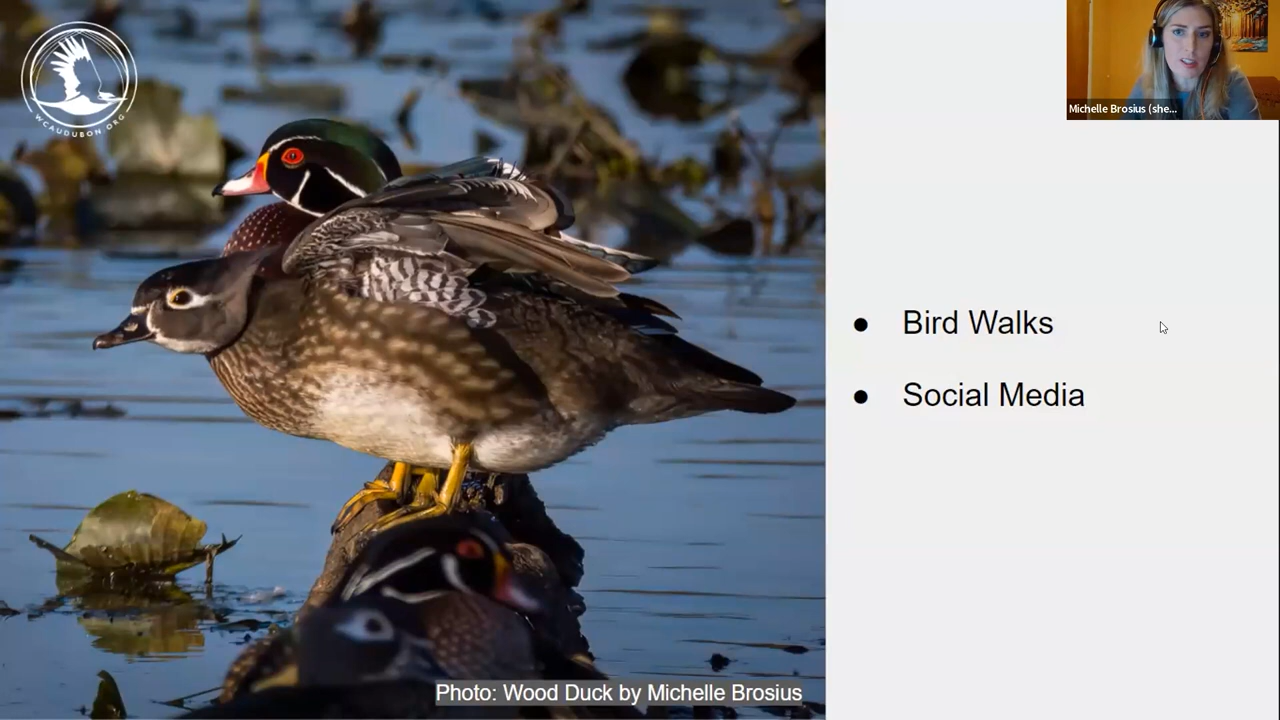 WCAUDUBON.ORG
Michelle Brosius (she...
● Bird Walks
● Social Media
Photo: Wood Duck by Michelle Brosius